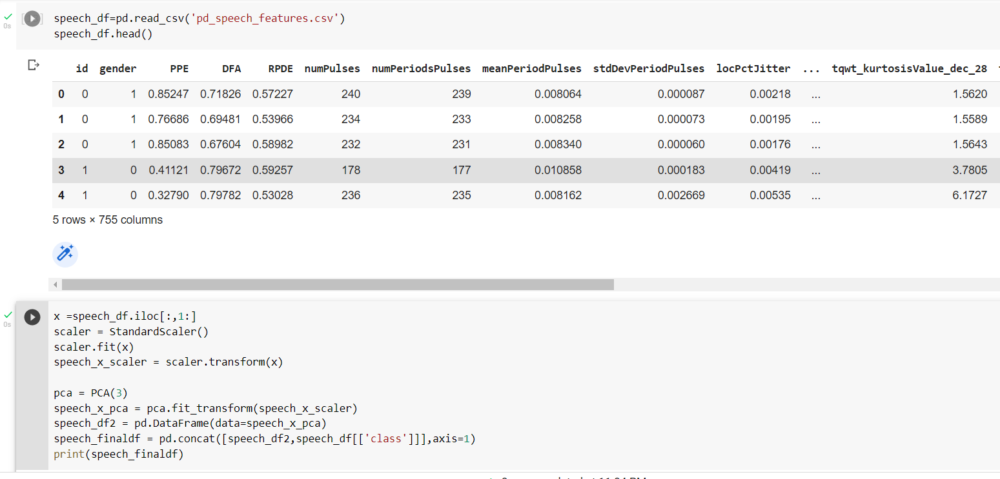 speech_df=pd.read_csv('pd_speech_features.csv')
0s
speech_df.head()
id gender PPE DFA RPDE numPulses numPeriodsPulses meanPeriodPulses stdDevPeriodPulses locPctJitter ... tqwt_kurtosisValue_dec_28
0 0 1 0.85247 0.71826 0.57227 240 239 0.008064 0.000087 0.00218 ... 1.5620
1 0 1 0.76686 0.69481 0.53966 234 233 0.008258 0.000073 0.00195 ... 1.5589
2 0 1 0.85083 0.67604 0.58982 232 231 0.008340 0.000060 0.00176 ... 1.5643
3 1 0 0.41121 0.79672 0.59257 178 177 0.010858 0.000183 0.00419 ... 3.7805
4 1 0 0.32790 0.79782 0.53028 236 235 0.008162 0.002669 0.00535 ... 6.1727
5 rows × 755 columns
x =speech_df.iloc[:,1:]
0s
scaler = StandardScaler()
scaler.fit(x)
speech_x_scaler = scaler.transform(x)
pca = PCA(3)
speech_x_pca = pca.fit_transform(speech_x_scaler)
speech_df2 = pd.DataFrame(data=speech_x_pca)
speech_finaldf = pd.concat([speech_df2,speech_df[['class']]],axis=1)
print(speech_finaldf)